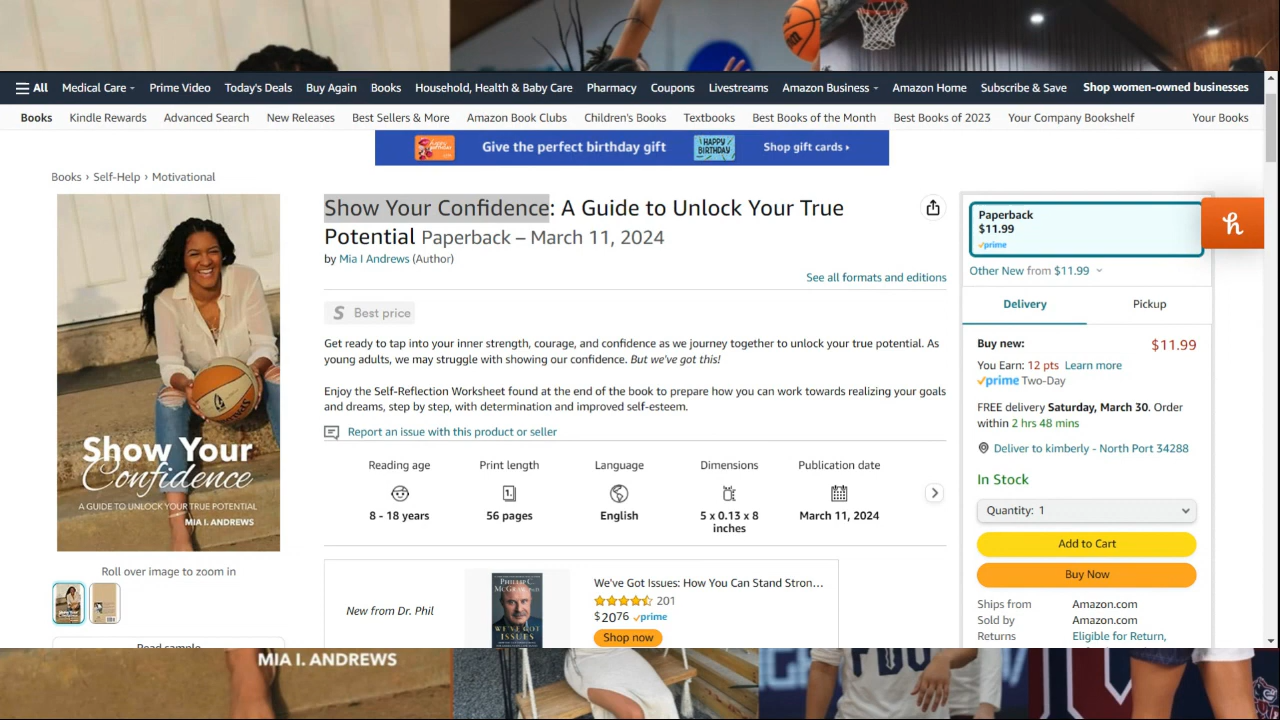 All Medical Care Prime Video Today's Deals Buy Again Books Household, Health & Baby Care Pharmacy Coupons Livestreams Amazon Business Amazon Home Subscribe & Save Shop women-owned businesses
Books Kindle Rewards Advanced Search New Releases Best Sellers & More Amazon Book Clubs Children's Books Textbooks Best Books of the Month Best Books of 2023 Your Company Bookshelf Your Books
Give the perfect birthday gift HAPPY BIRTHDAY Shop gift cards
Books › Self-Help › Motivational
Show Your
Confidence
A GUIDE TO UNLOCK YOUR TRUE POTENTIAL
MIA I. ANDREWS
Roll over image to zoom in
Read sample
Show Your Confidence: A Guide to Unlock Your True
Potential Paperback – March 11, 2024
by Mia I Andrews (Author)
See all formats and editions
S Best price
Get ready to tap into your inner strength, courage, and confidence as we journey together to unlock your true potential. As
young adults, we may struggle with showing our confidence. But we've got this!
Enjoy the Self-Reflection Worksheet found at the end of the book to prepare how you can work towards realizing your goals
and dreams, step by step, with determination and improved self-esteem.
Report an issue with this product or seller
Reading age Print length Language Dimensions Publication date
8 - 18 years 56 pages English 5 x 0.13 x 8 March 11, 2024
inches
New from Dr. Phil
PHILLIP C.
MCGRAW, Ph.D.
WE'VE GOT
ISSUES
We've Got Issues: How You Can Stand Stron…
201
$20⁷⁶ prime
Shop now
Paperback
$11.99
prime
h
Other New from $11.99
Delivery Pickup
Buy new: $11.99
You Earn: 12 pts Learn more
prime Two-Day
FREE delivery Saturday, March 30. Order
within 2 hrs 48 mins
Deliver to kimberly - North Port 34288
In Stock
Quantity: 1
Add to Cart
Buy Now
Ships from Amazon.com
Sold by Amazon.com
Returns Eligible for Return,
MIA I. ANDREWS
FDU